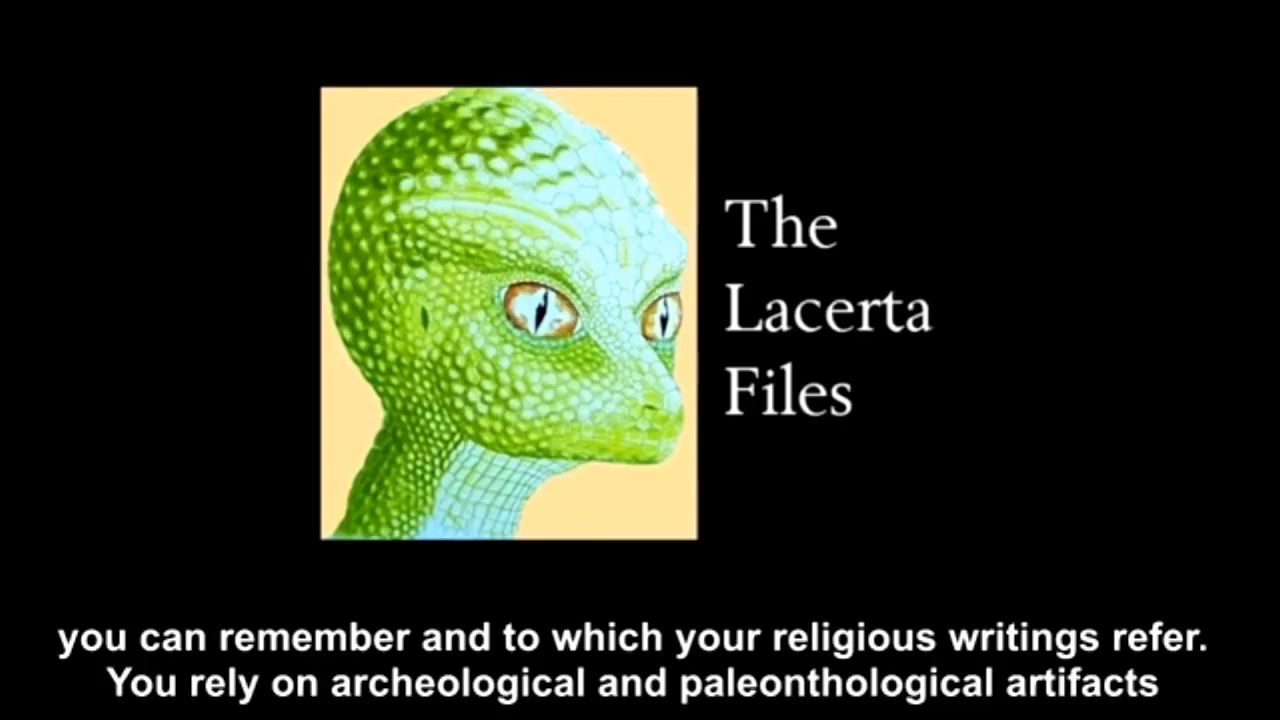 The
Lacerta
Files
you can remember and to which your religious writings refer.
You rely on archeological and paleonthological artifacts